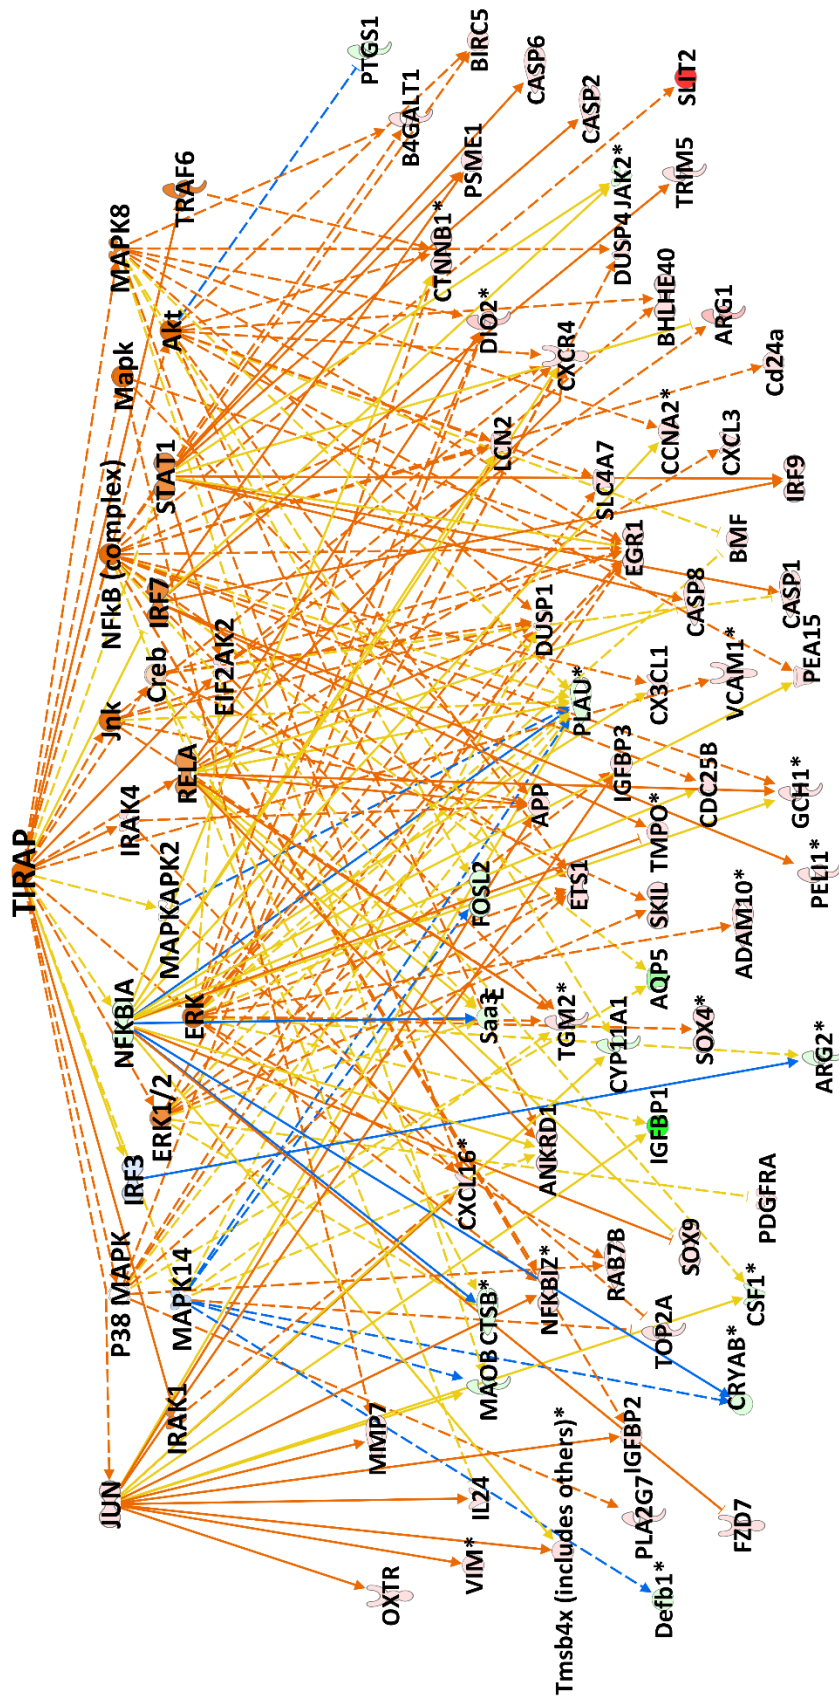 TIRAP
JUN
P38 MAPK
Jnk
NFkB (complex)
Mapk
MAPK8
IRAK1
MAPK14
IRF3
ERK1/2
NFKBIA
MAPKAPK2
IRAK4
RELA
Creb
IRF7
STAT1
Akt
TRAF6
ERK
EIF2AK2
OXTR
MMP7
PTGS1
B4GALT1
VIM*
IL24
MAOB
CTSB*
CXCL16*
Saa3
FOSL2
LCN2
DIO2*
CTNNB1*
PSME1
BIRC5
Tmsb4x (includes others)*
NFKBIZ*
ANKRD1
TGM2*
ETS1
APP
PLAU*
DUSP1
CXCR4
CASP6
Defb1*
PLA2G7
IGFBP2
RAB7B
IGFBP1
CYP11A1
AQP5
SKIL
TMPO*
IGFBP3
CX3CL1
EGR1
SLC4A7
CCNA2*
BHLHE40
DUSP4
JAK2*
CASP2
TOP2A
SOX9
SOX4*
CDC25B
CASP8
CXCL3
ARG1
TRIM5
SLIT2
FZD7
CRYAB*
CSF1*
PDGFRA
ARG2*
ADAM10*
PELI1*
GCH1*
VCAM1*
PEA15
CASP1
BMF
IRF9
Cd24a